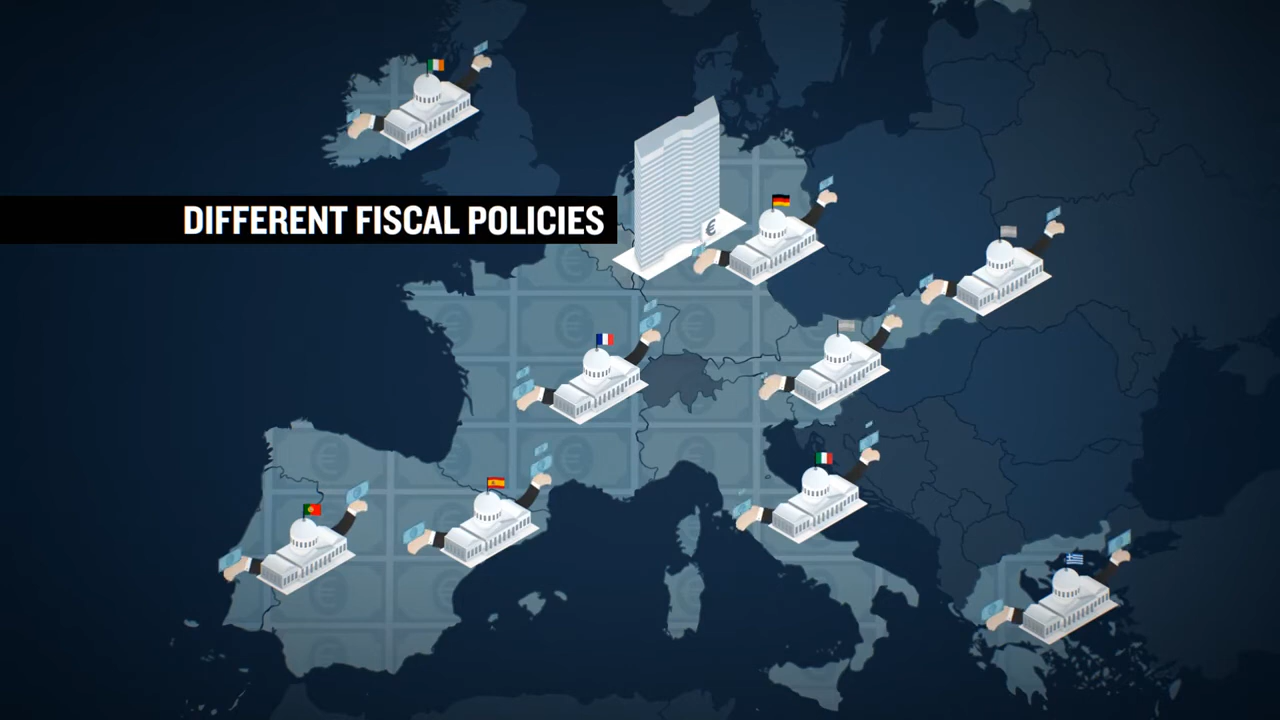 DIFFERENT FISCAL POLICIES
€